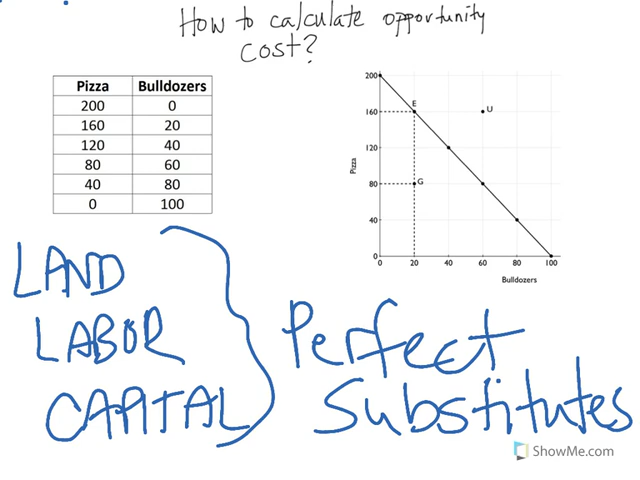 How to calculate opportunity
cost?
Pizza Bulldozers
200 0
160 20
120 40
80 60
40 80
0 100
200
160
120
80
40
0
Pizza
E
U
G
0 20 40 60 80 100
Bulldozers
LAND
LABOR
CAPITAL
Perfect
Substitutes
ShowMe.com